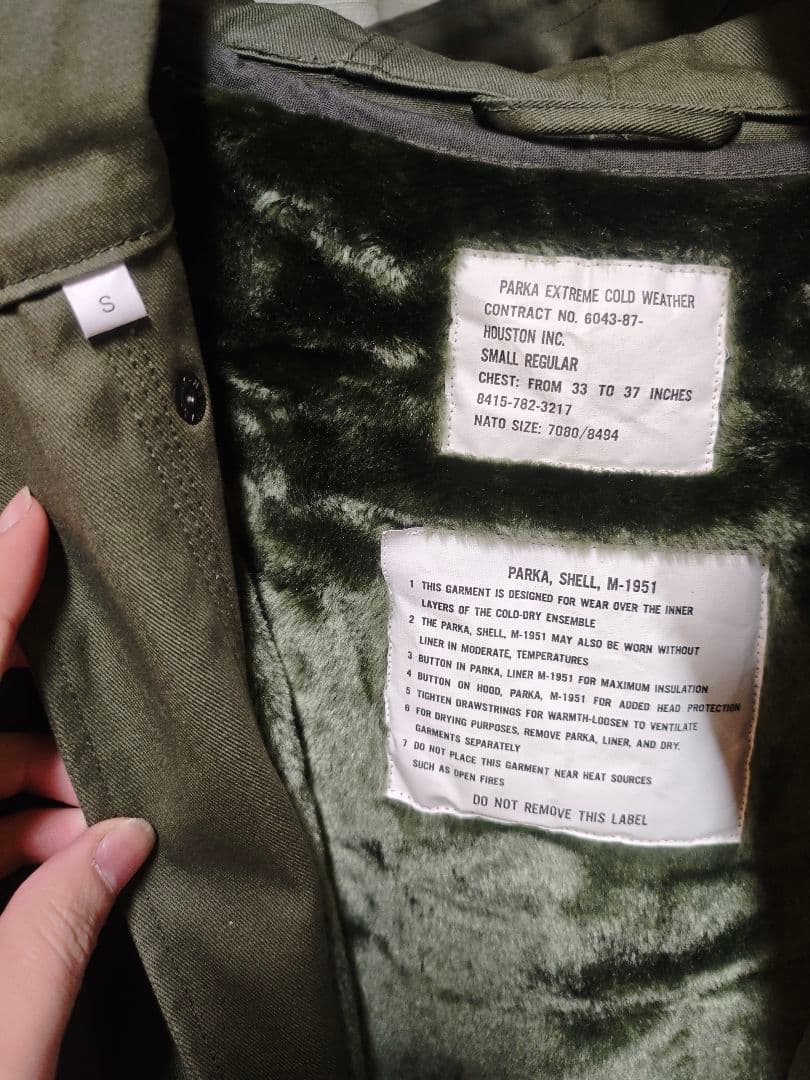 S
PARKA EXTREME COLD WEATHER
CONTRACT NO. 6043-87-
HOUSTON INC.
SMALL REGULAR
CHEST: FROM 33 TO 37 INCHES
8415-782-3217
NATO SIZE: 7080/8494
PARKA, SHELL, M-1951
1 THIS GARMENT IS DESIGNED FOR WEAR OVER THE INNER
LAYERS OF THE COLD-DRY ENSEMBLE
2 THE PARKA, SHELL, M-1951 MAY ALSO BE WORN WITHOUT
LINER IN MODERATE, TEMPERATURES
3 BUTTON IN PARKA, LINER M-1951 FOR MAXIMUM INSULATION
4 BUTTON ON HOOD, PARKA, M-1951 FOR ADDED HEAD PROTECTION
5 TIGHTEN DRAWSTRINGS FOR WARMTH-LOOSEN TO VENTILATE
6 FOR DRYING PURPOSES, REMOVE PARKA, LINER, AND DRY,
GARMENTS SEPARATELY
7 DO NOT PLACE THIS GARMENT NEAR HEAT SOURCES
SUCH AS OPEN FIRES
DO NOT REMOVE THIS LABEL